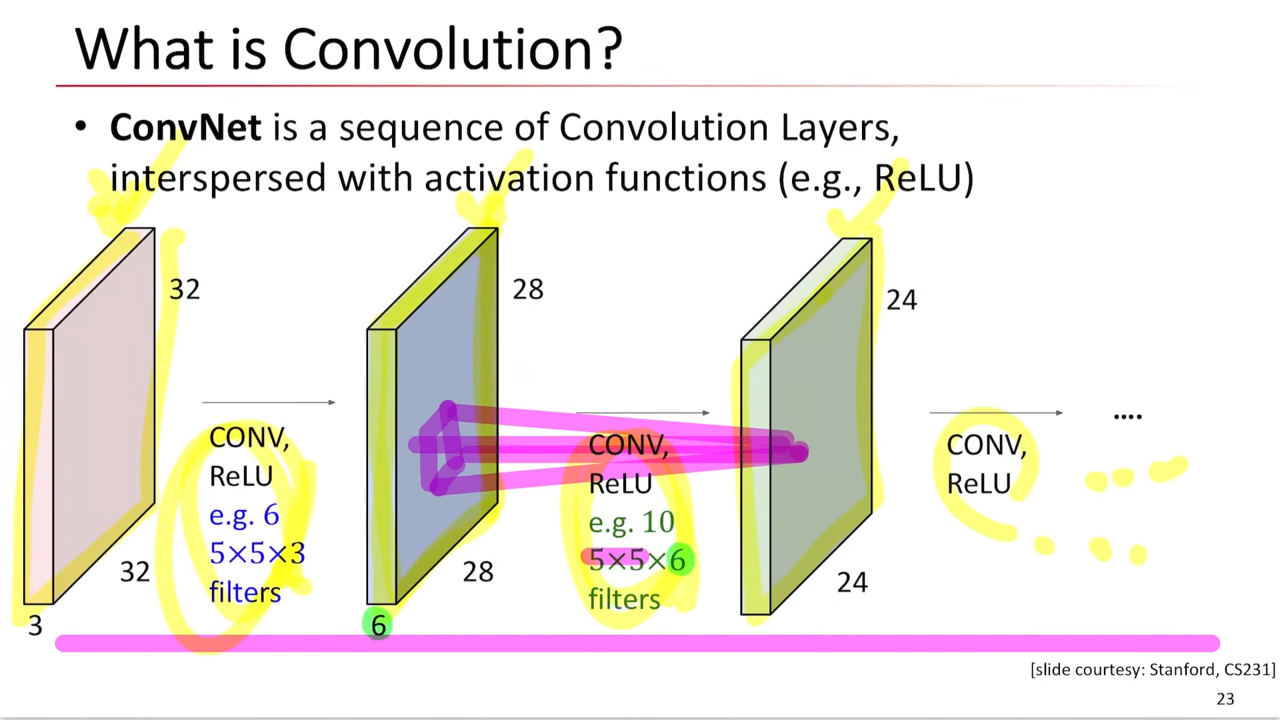 What is Convolution?
• ConvNet is a sequence of Convolution Layers,
interspersed with activation functions (e.g., ReLU)
32
32
3
CONV,
ReLU
e.g. 6
5×5×3
filters
28
28
6
CONV,
ReLU
e.g. 10
5×5×6
filters
24
24
CONV,
ReLU
....
[slide courtesy: Stanford, CS231]
23